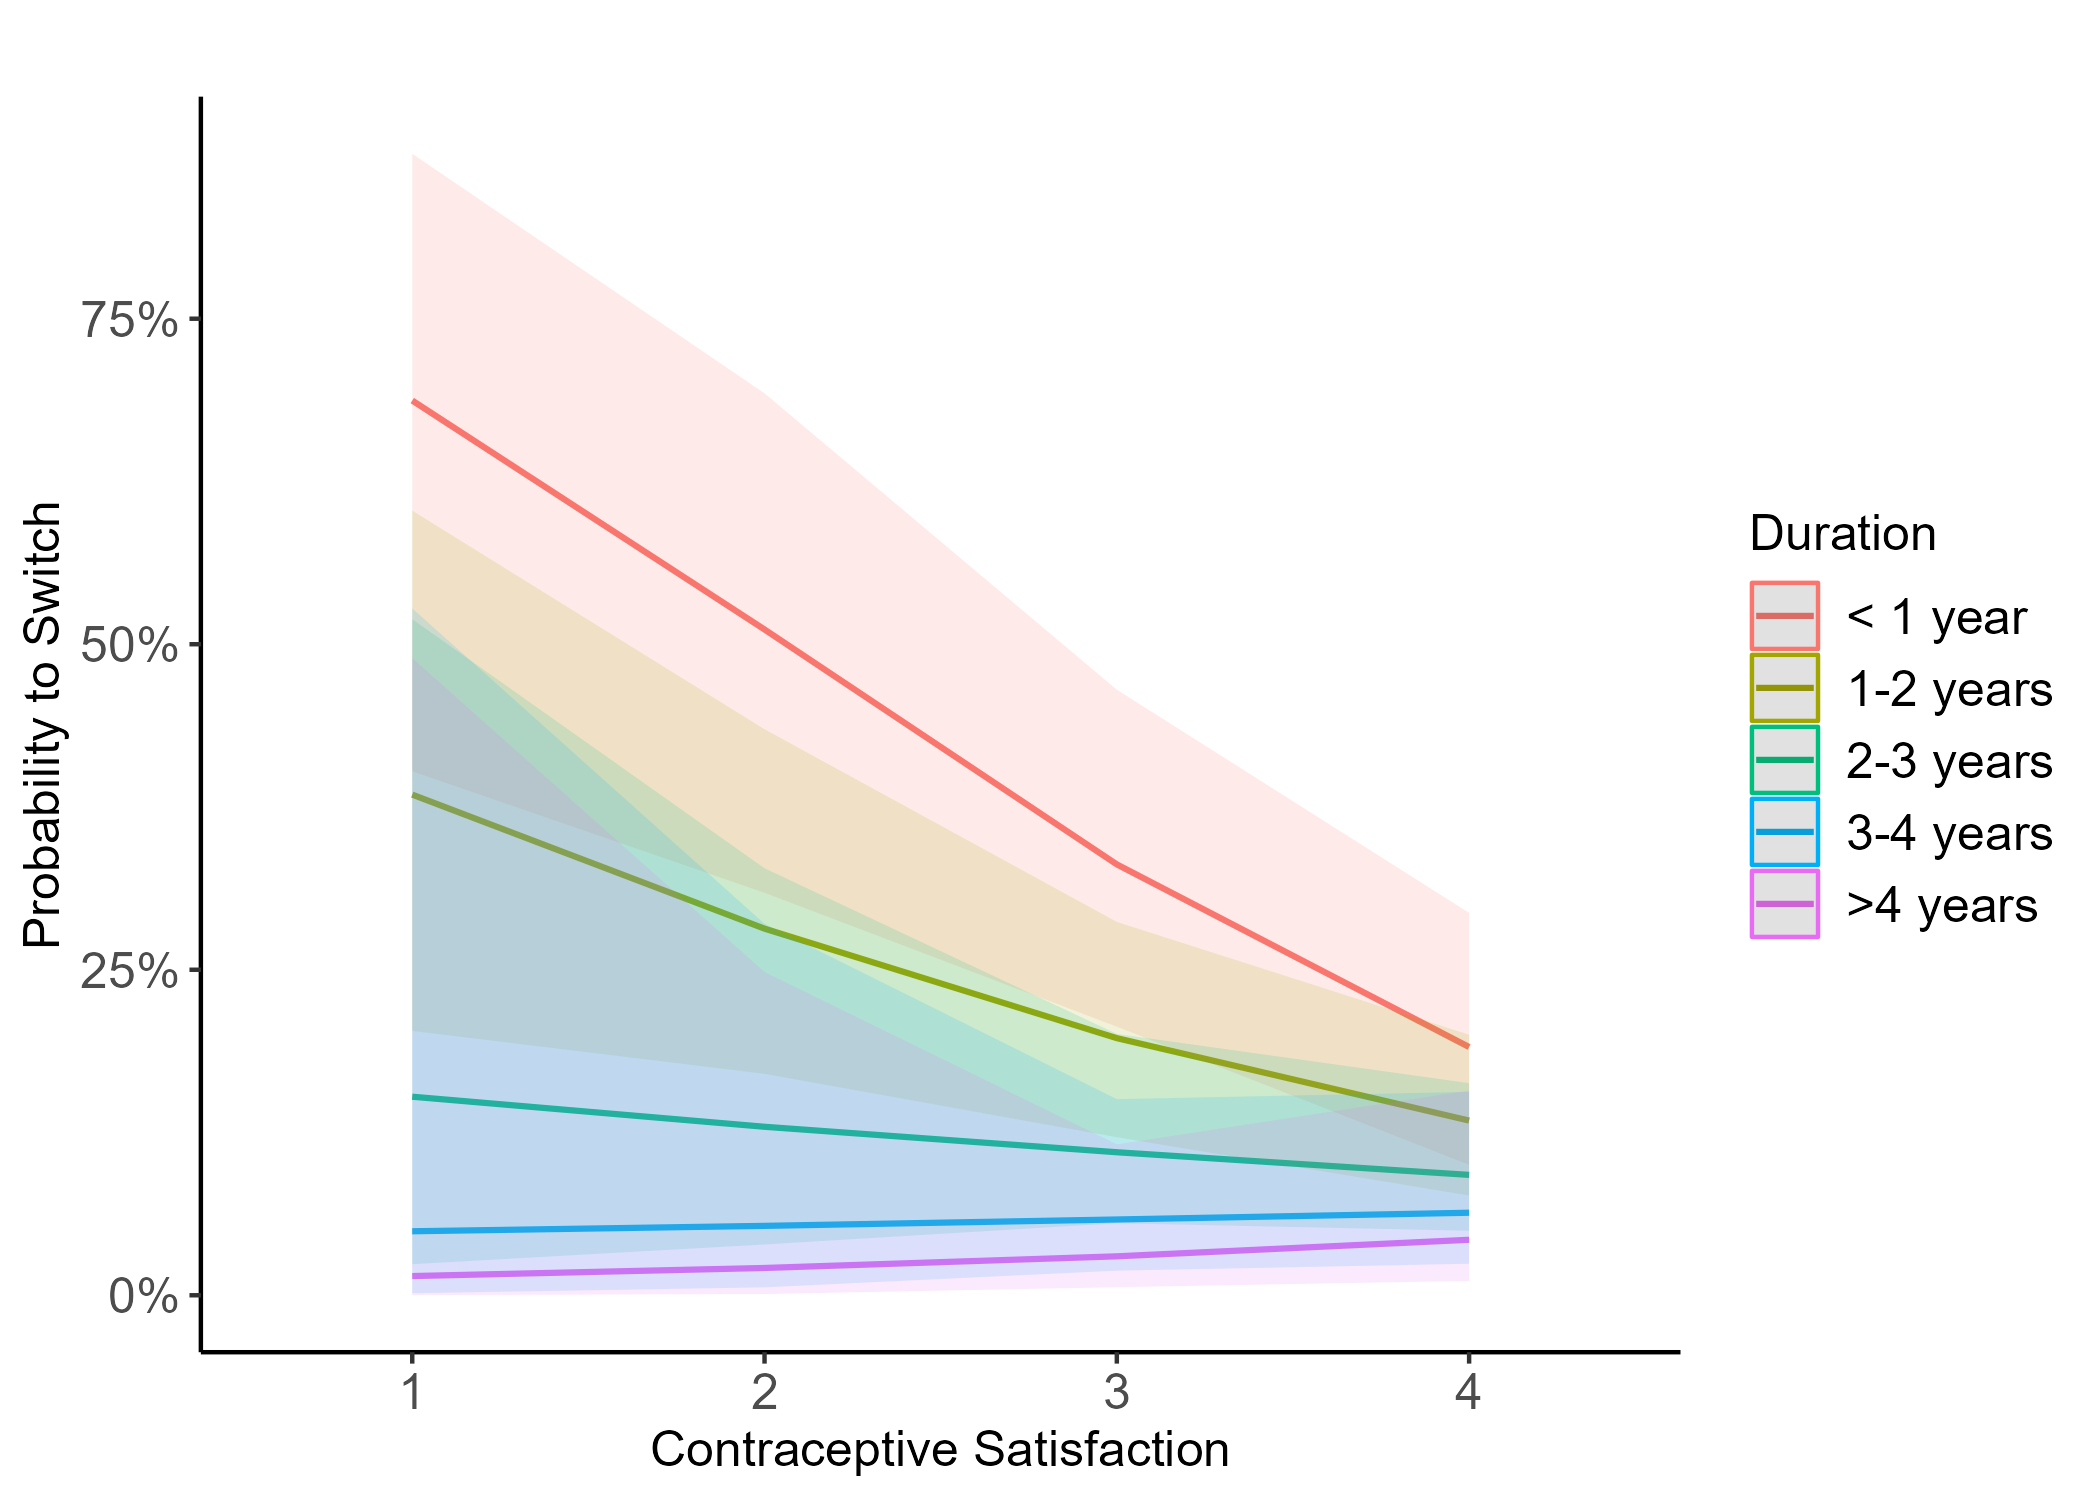 75%
50%
25%
0%
Probability to Switch
1 2 3 4
Contraceptive Satisfaction
Duration
< 1 year
1-2 years
2-3 years
3-4 years
>4 years